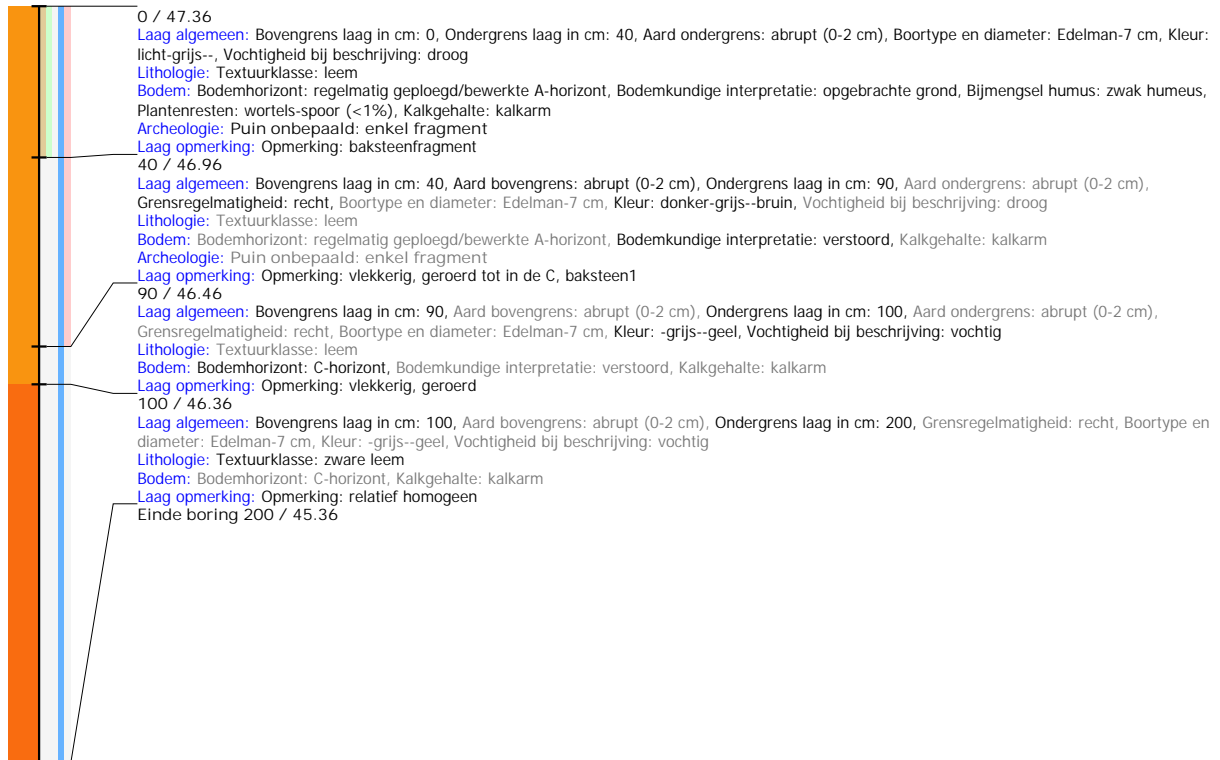 0 / 47.36
Laag algemeen: Bovengrens laag in cm: 0, Ondergrens laag in cm: 40, Aard ondergrens: abrupt (0-2 cm), Boortype en diameter: Edelman-7 cm, Kleur:
licht-grijs--, Vochtigheid bij beschrijving: droog
Lithologie: Textuurklasse: leem
Bodem: Bodemhorizont: regelmatig geploegd/bewerkte A-horizont, Bodemkundige interpretatie: opgebrachte grond, Bijmengsel humus: zwak humeus,
Plantenresten: wortels-spoor (<1%), Kalkgehalte: kalkarm
Archeologie: Puin onbepaald: enkel fragment
Laag opmerking: Opmerking: baksteenfragment
40 / 46.96
Laag algemeen: Bovengrens laag in cm: 40, Aard bovengrens: abrupt (0-2 cm), Ondergrens laag in cm: 90, Aard ondergrens: abrupt (0-2 cm),
Grensregelmatigheid: recht, Boortype en diameter: Edelman-7 cm, Kleur: donker-grijs--bruin, Vochtigheid bij beschrijving: droog
Lithologie: Textuurklasse: leem
Bodem: Bodemhorizont: regelmatig geploegd/bewerkte A-horizont, Bodemkundige interpretatie: verstoord, Kalkgehalte: kalkarm
Archeologie: Puin onbepaald: enkel fragment
Laag opmerking: Opmerking: vlekkerig, geroerd tot in de C, baksteen1
90 / 46.46
Laag algemeen: Bovengrens laag in cm: 90, Aard bovengrens: abrupt (0-2 cm), Ondergrens laag in cm: 100, Aard ondergrens: abrupt (0-2 cm),
Grensregelmatigheid: recht, Boortype en diameter: Edelman-7 cm, Kleur: -grijs--geel, Vochtigheid bij beschrijving: vochtig
Lithologie: Textuurklasse: leem
Bodem: Bodemhorizont: C-horizont, Bodemkundige interpretatie: verstoord, Kalkgehalte: kalkarm
Laag opmerking: Opmerking: vlekkerig, geroerd
100 / 46.36
Laag algemeen: Bovengrens laag in cm: 100, Aard bovengrens: abrupt (0-2 cm), Ondergrens laag in cm: 200, Grensregelmatigheid: recht, Boortype en
diameter: Edelman-7 cm, Kleur: -grijs--geel, Vochtigheid bij beschrijving: vochtig
Lithologie: Textuurklasse: zware leem
Bodem: Bodemhorizont: C-horizont, Kalkgehalte: kalkarm
Laag opmerking: Opmerking: relatief homogeen
Einde boring 200 / 45.36